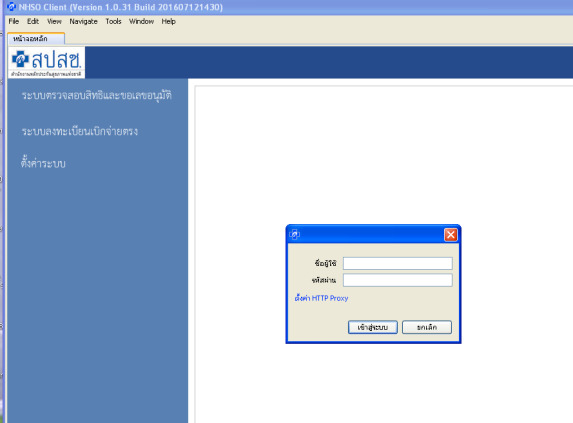 NHSO Client (Version 1.0.31 Build 201607121430)
File Edit View Navigate Tools Window Help
หน้าจอหลัก
สปสช.
สำนักงานหลักประกันสุขภาพแห่งชาติ
ระบบตรวจสอบสิทธิและขอเลขอนุมัติ
ระบบลงทะเบียนเบิกจ่ายตรง
ตั้งค่าระบบ
ชื่อผู้ใช้
รหัสผ่าน
ตั้งค่า HTTP Proxy
เข้าสู่ระบบ ยกเลิก